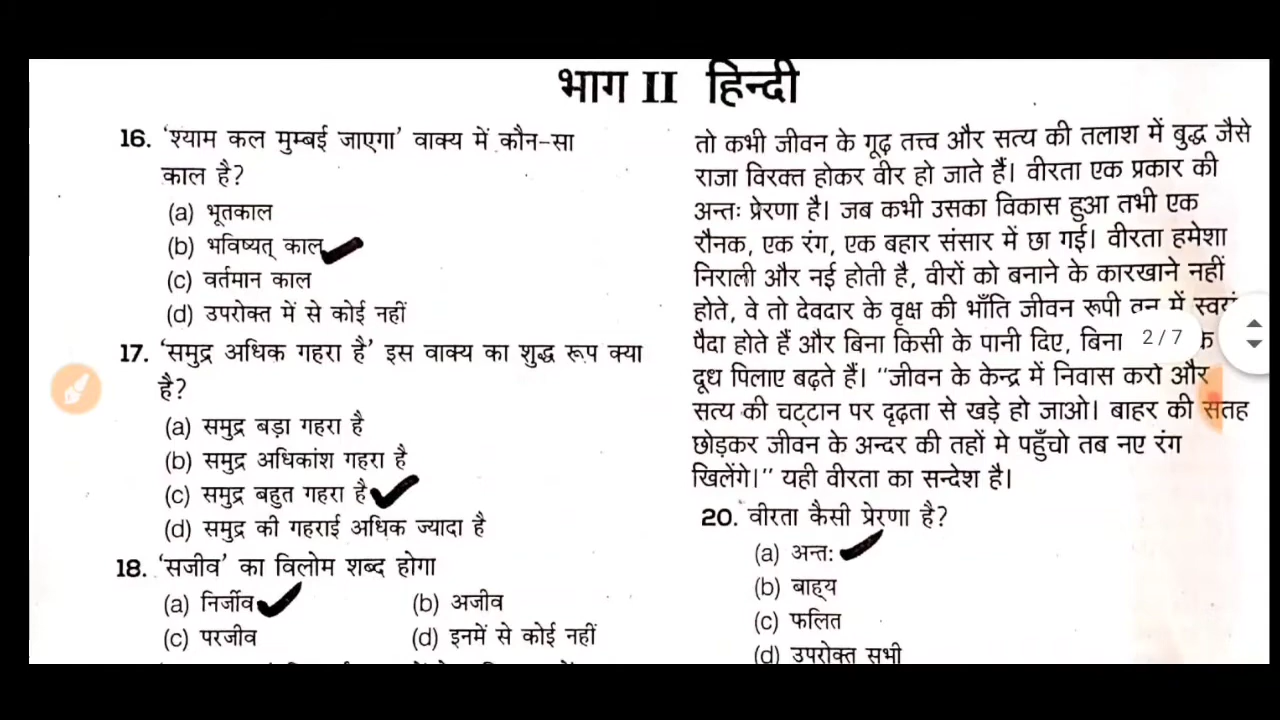 भाग II हिन्दी
16. 'श्याम कल मुम्बई जाएगा' वाक्य में कौन-सा
काल है?
(a) भूतकाल
(b) भविष्यत् काल
(c) वर्तमान काल
(d) उपरोक्त में से कोई नहीं
17. 'समुद्र अधिक गहरा है' इस वाक्य का शुद्ध रूप क्या
है?
(a) समुद्र बड़ा गहरा है
(b) समुद्र अधिकांश गहरा है
(c) समुद्र बहुत गहरा है
(d) समुद्र की गहराई अधिक ज्यादा है
18. 'सजीव' का विलोम शब्द होगा
(a) निर्जीव (b) अजीव
(c) परजीव (d) इनमें से कोई नहीं
तो कभी जीवन के गूढ़ तत्त्व और सत्य की तलाश में बुद्ध जैसे
राजा विरक्त होकर वीर हो जाते हैं। वीरता एक प्रकार की
अन्तः प्रेरणा है। जब कभी उसका विकास हुआ तभी एक
रौनक, एक रंग, एक बहार संसार में छा गई। वीरता हमेशा
निराली और नई होती है, वीरों को बनाने के कारखाने नहीं
होते, वे तो देवदार के वृक्ष की भाँति जीवन रूपी वन में स्वयं
पैदा होते हैं और बिना किसी के पानी दिए, बिना 2/7
दूध पिलाए बढ़ते हैं। "जीवन के केन्द्र में निवास करो और
सत्य की चट्टान पर दृढ़ता से खड़े हो जाओ। बाहर की सतह
छोड़कर जीवन के अन्दर की तहों मे पहुँचो तब नए रंग
खिलेंगे।" यही वीरता का सन्देश है।
20. वीरता कैसी प्रेरणा है?
(a) अन्तः
(b) बाह्य
(c) फलित
(d) उपरोक्त सभी